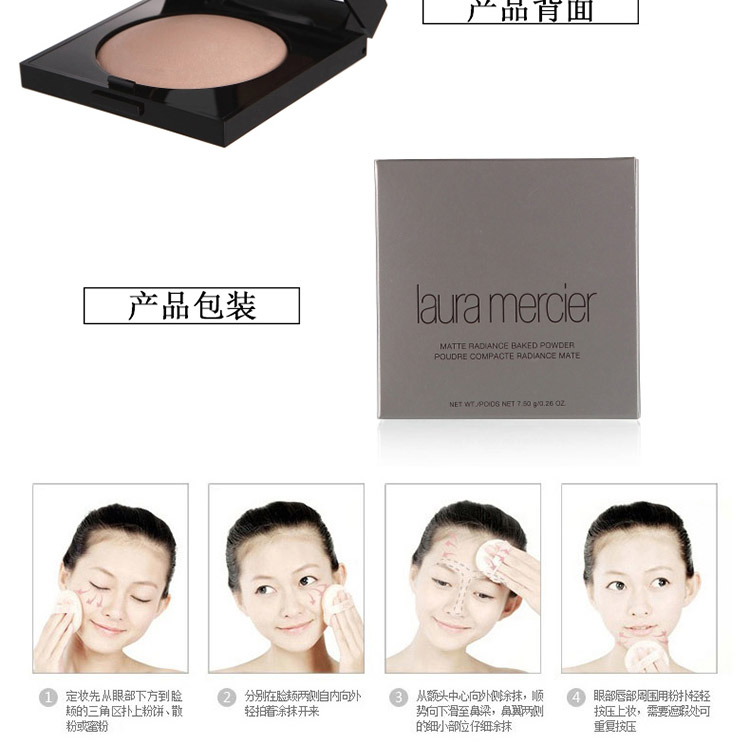 产品背面
产品包装
laura mercier
MATTE RADIANCE BAKED POWDER
POUDRE COMPACTE RADIANCE MATE
NET WT./POIDS NET 7.50 g/0.26 OZ.
1 定妆先从眼部下方到脸
颊的三角区扑上粉饼、散
粉或蜜粉
2 分别在脸颊两侧自内向外
轻拍着涂抹开来
3 从额头中心向外侧涂抹，顺
势向下滑至鼻梁，鼻翼两侧
的细小部位仔细涂抹
4 眼部唇部周围用粉扑轻轻
按压上妆，需要遮瑕处可
重复按压